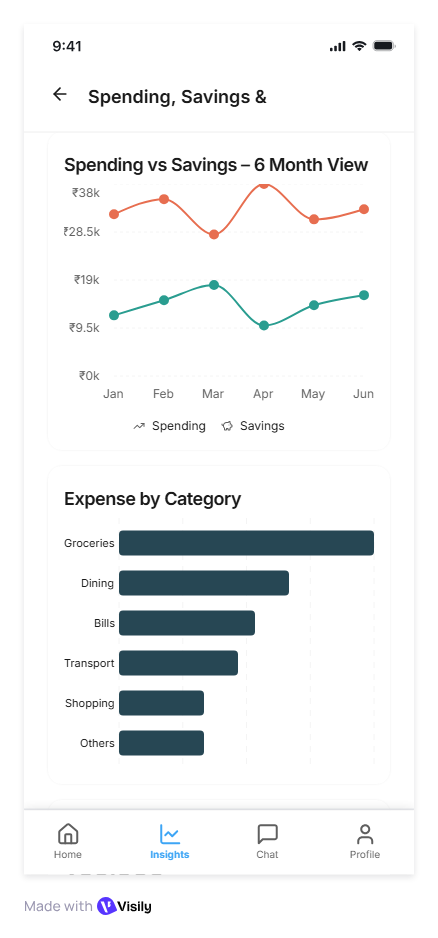 9:41
Spending, Savings &
Spending vs Savings – 6 Month View
₹38k
₹28.5k
₹19k
₹9.5k
₹0k
Jan Feb Mar Apr May Jun
Spending Savings
Expense by Category
Groceries
Dining
Bills
Transport
Shopping
Others
Home Insights Chat Profile
Made with Visily